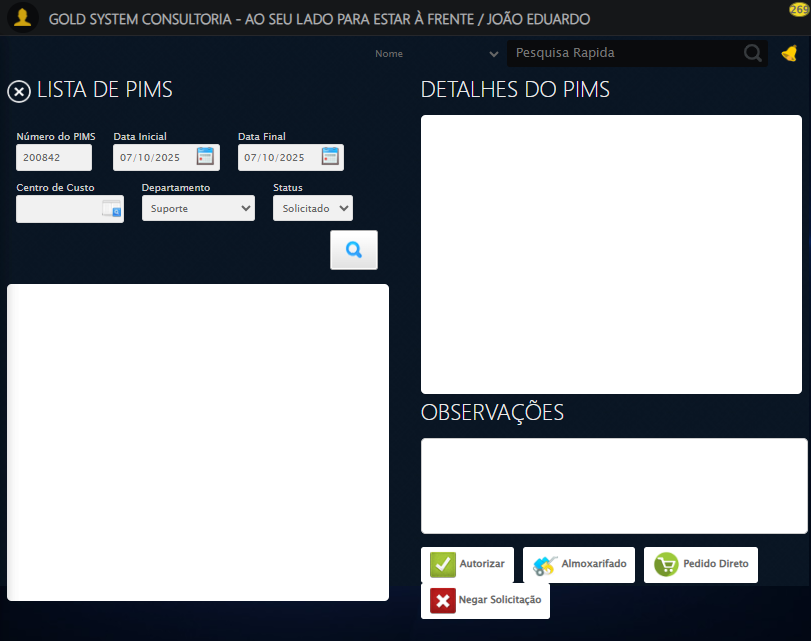 GOLD SYSTEM CONSULTORIA - AO SEU LADO PARA ESTAR À FRENTE / JOÃO EDUARDO
269
Nome
Pesquisa Rapida
LISTA DE PIMS
Número do PIMS Data Inicial Data Final
200842 07/10/2025 07/10/2025
Centro de Custo Departamento Status
Suporte Solicitado
DETALHES DO PIMS
OBSERVAÇÕES
Autorizar Almoxarifado Pedido Direto
Negar Solicitação